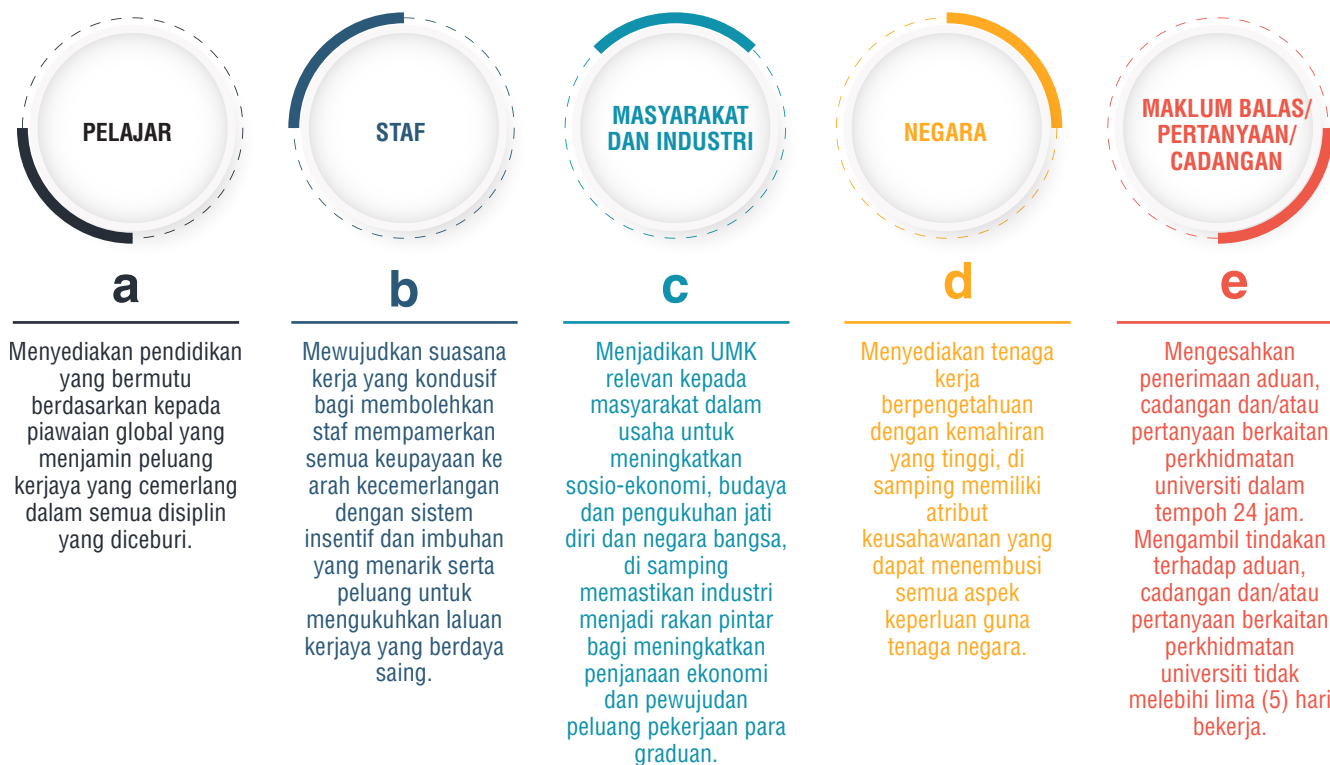 PELAJAR
a
Menyediakan pendidikan
yang bermutu
berdasarkan kepada
piawaian global yang
menjamin peluang
kerjaya yang cemerlang
dalam semua disiplin
yang diceburi.
STAF
b
Mewujudkan suasana
kerja yang kondusif
bagi membolehkan
staf mempamerkan
semua keupayaan ke
arah kecemerlangan
dengan sistem
insentif dan imbuhan
yang menarik serta
peluang untuk
mengukuhkan laluan
kerjaya yang berdaya
saing.
MASYARAKAT
DAN INDUSTRI
c
Menjadikan UMK
relevan kepada
masyarakat dalam
usaha untuk
meningkatkan
sosio-ekonomi, budaya
dan pengukuhan jati
diri dan negara bangsa,
di samping
memastikan industri
menjadi rakan pintar
bagi meningkatkan
penjanaan ekonomi
dan pewujudan
peluang pekerjaan para
graduan.
NEGARA
d
Menyediakan tenaga
kerja
berpengetahuan
dengan kemahiran
yang tinggi, di
samping memiliki
atribut
keusahawanan yang
dapat menembusi
semua aspek
keperluan guna
tenaga negara.
MAKLUM BALAS/
PERTANYAAN/
CADANGAN
e
Mengesahkan
penerimaan aduan,
cadangan dan/atau
pertanyaan berkaitan
perkhidmatan
universiti dalam
tempoh 24 jam.
Mengambil tindakan
terhadap aduan,
cadangan dan/atau
pertanyaan berkaitan
perkhidmatan
universiti tidak
melebihi lima (5) hari
bekerja.